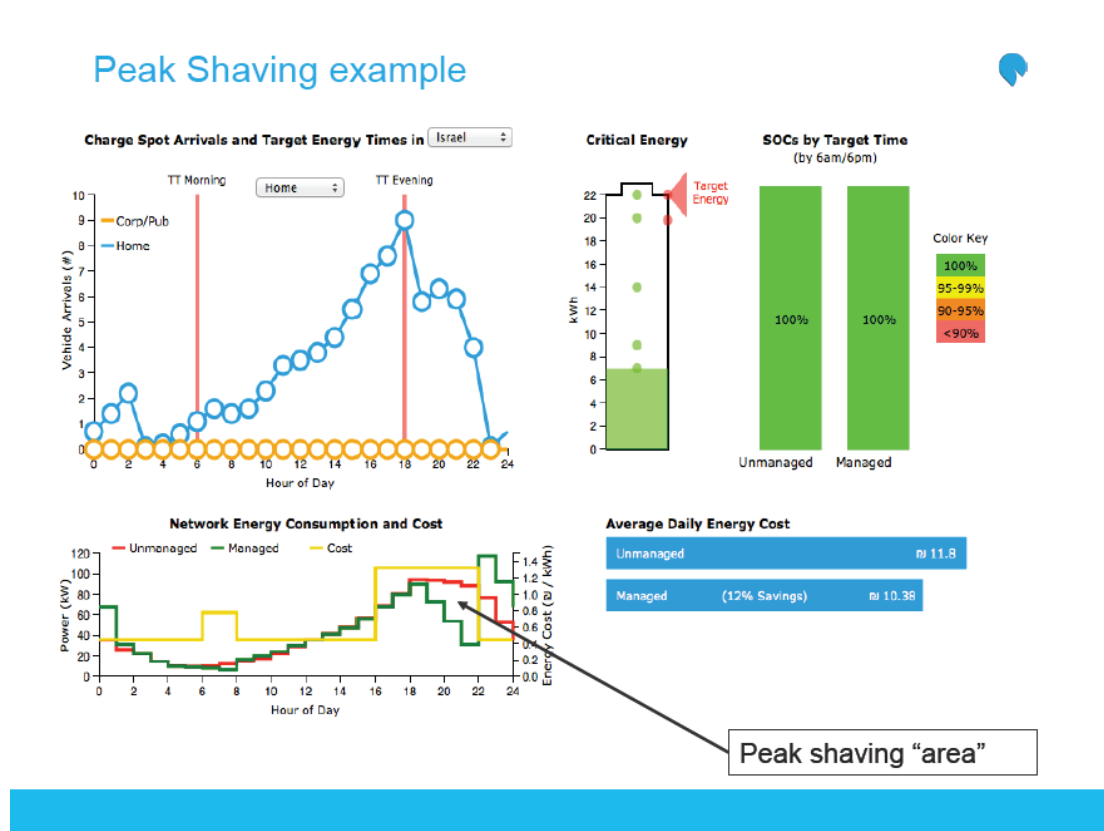 Peak Shaving example
Charge Spot Arrivals and Target Energy Times in Israel
TT Morning
Home
TT Evening
Corp/Pub
Home
Vehicle Arrivals (#)
10
9
8
7
6
5
4
3
2
1
0
0 2 4 6 8 10 12 14 16 18 20 22 24
Hour of Day
Critical Energy
Target
Energy
kWh
22
20
18
16
14
12
10
8
6
4
2
0
SOCs by Target Time
(by 6am/6pm)
100%
100%
Unmanaged Managed
Color Key
100%
95-99%
90-95%
<90%
Network Energy Consumption and Cost
Unmanaged Managed Cost
Power (kW)
120
100
80
60
40
20
0
0 2 4 6 8 10 12 14 16 18 20 22 24
Hour of Day
1.4
1.2
1.0
0.8
0.6
0.4
0.2
0.0
Energy Cost (₪ / kWh)
Average Daily Energy Cost
Unmanaged ₪ 11.8
Managed (12% Savings) ₪ 10.38
Peak shaving “area”